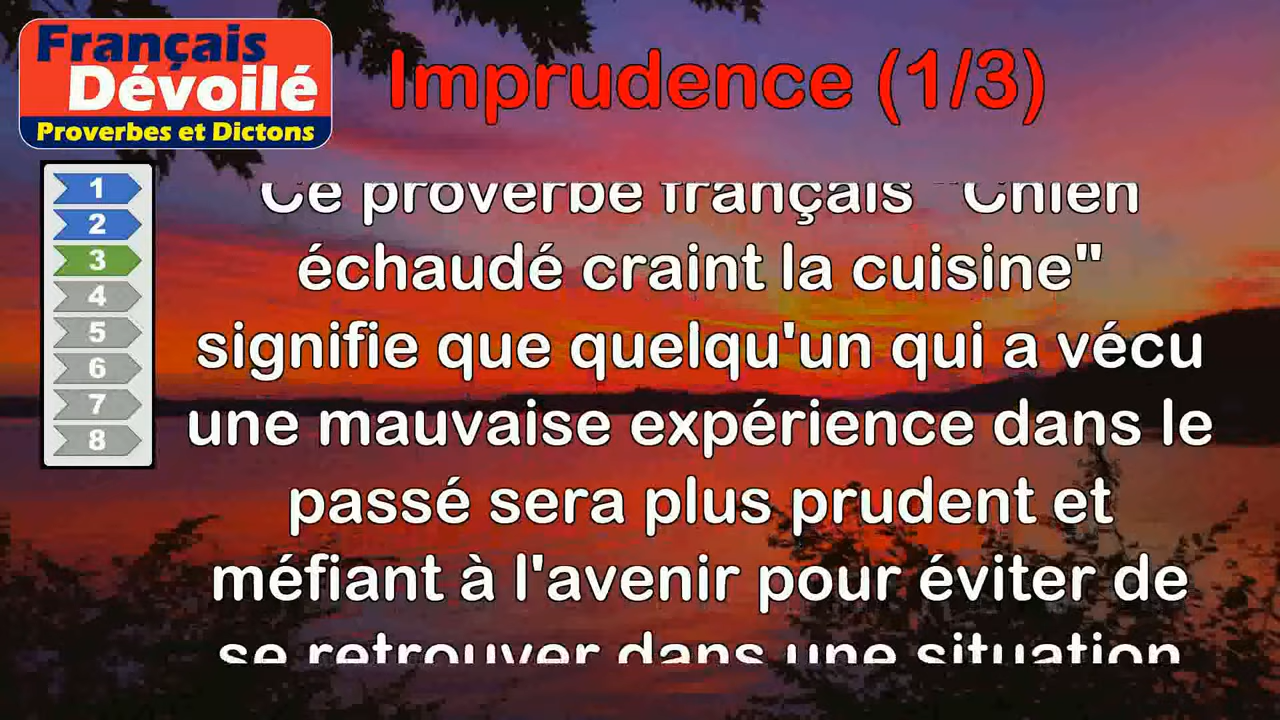 Français
Dévoilé
Proverbes et Dictons
Imprudence (1/3)
1
2
3
4
5
6
7
8
Ce proverbe français "Chien
échaudé craint la cuisine"
signifie que quelqu'un qui a vécu
une mauvaise expérience dans le
passé sera plus prudent et
méfiant à l'avenir pour éviter de
se retrouver dans une situation